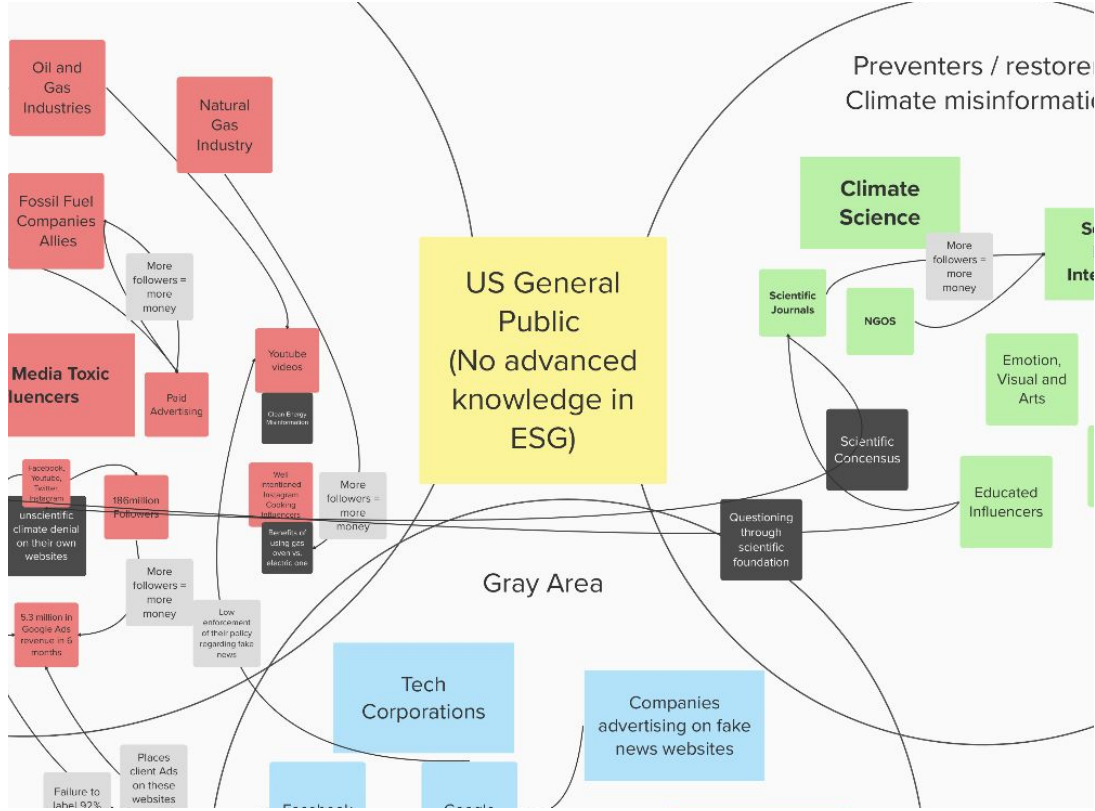 Oil and
Gas
Industries
Natural
Gas
Industry
Fossil Fuel
Companies
Allies
More
followers =
more
money
Media Toxic
luencers
Paid
Advertising
Youtube
videos
Clean Energy
Misinformation
Facebook,
Youtube,
Twitter,
Instagram
unscientific
climate denial
on their own
websites
186million
Followers
Well
intentioned
Instagram
Cooking
Influencers
Benefits of
using gas
oven vs.
electric one
More
followers =
more
money
More
followers =
more
money
5.3 million in
Google Ads
revenue in 6
months
Low
enforcement
of their policy
regarding fake
news
Places
client Ads
on these
websites
Failure to
label 92%
US General
Public
(No advanced
knowledge in
ESG)
Gray Area
Tech
Corporations
Companies
advertising on fake
news websites
Facebook
Google
Preventers / restorer
Climate misinformatio
Climate
Science
More
followers =
more
money
Scientific
Journals
NGOS
Inte
Emotion,
Visual and
Arts
Scientific
Concensus
Educated
Influencers
Questioning
through
scientific
foundation